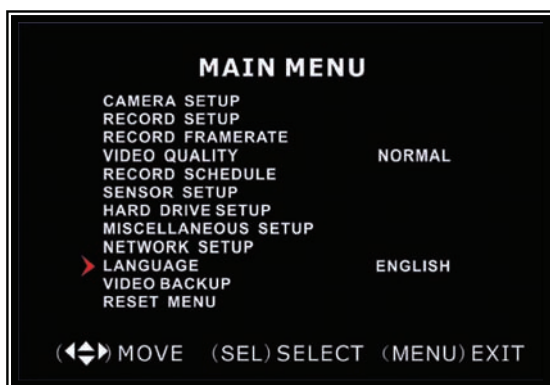 MAIN MENU
CAMERA SETUP
RECORD SETUP
RECORD FRAMERATE
VIDEO QUALITY NORMAL
RECORD SCHEDULE
SENSOR SETUP
HARD DRIVE SETUP
MISCELLANEOUS SETUP
NETWORK SETUP
LANGUAGE ENGLISH
VIDEO BACKUP
RESET MENU
( ) MOVE (SEL) SELECT (MENU) EXIT